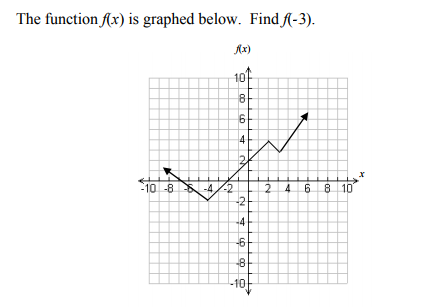 The function f(x) is graphed below.  Find f(-3).
f(x)
10
8
6
4
2
x
-10 -8 -6 -4 -2 2 4 6 8 10
-2
-4
-6
-8
-10